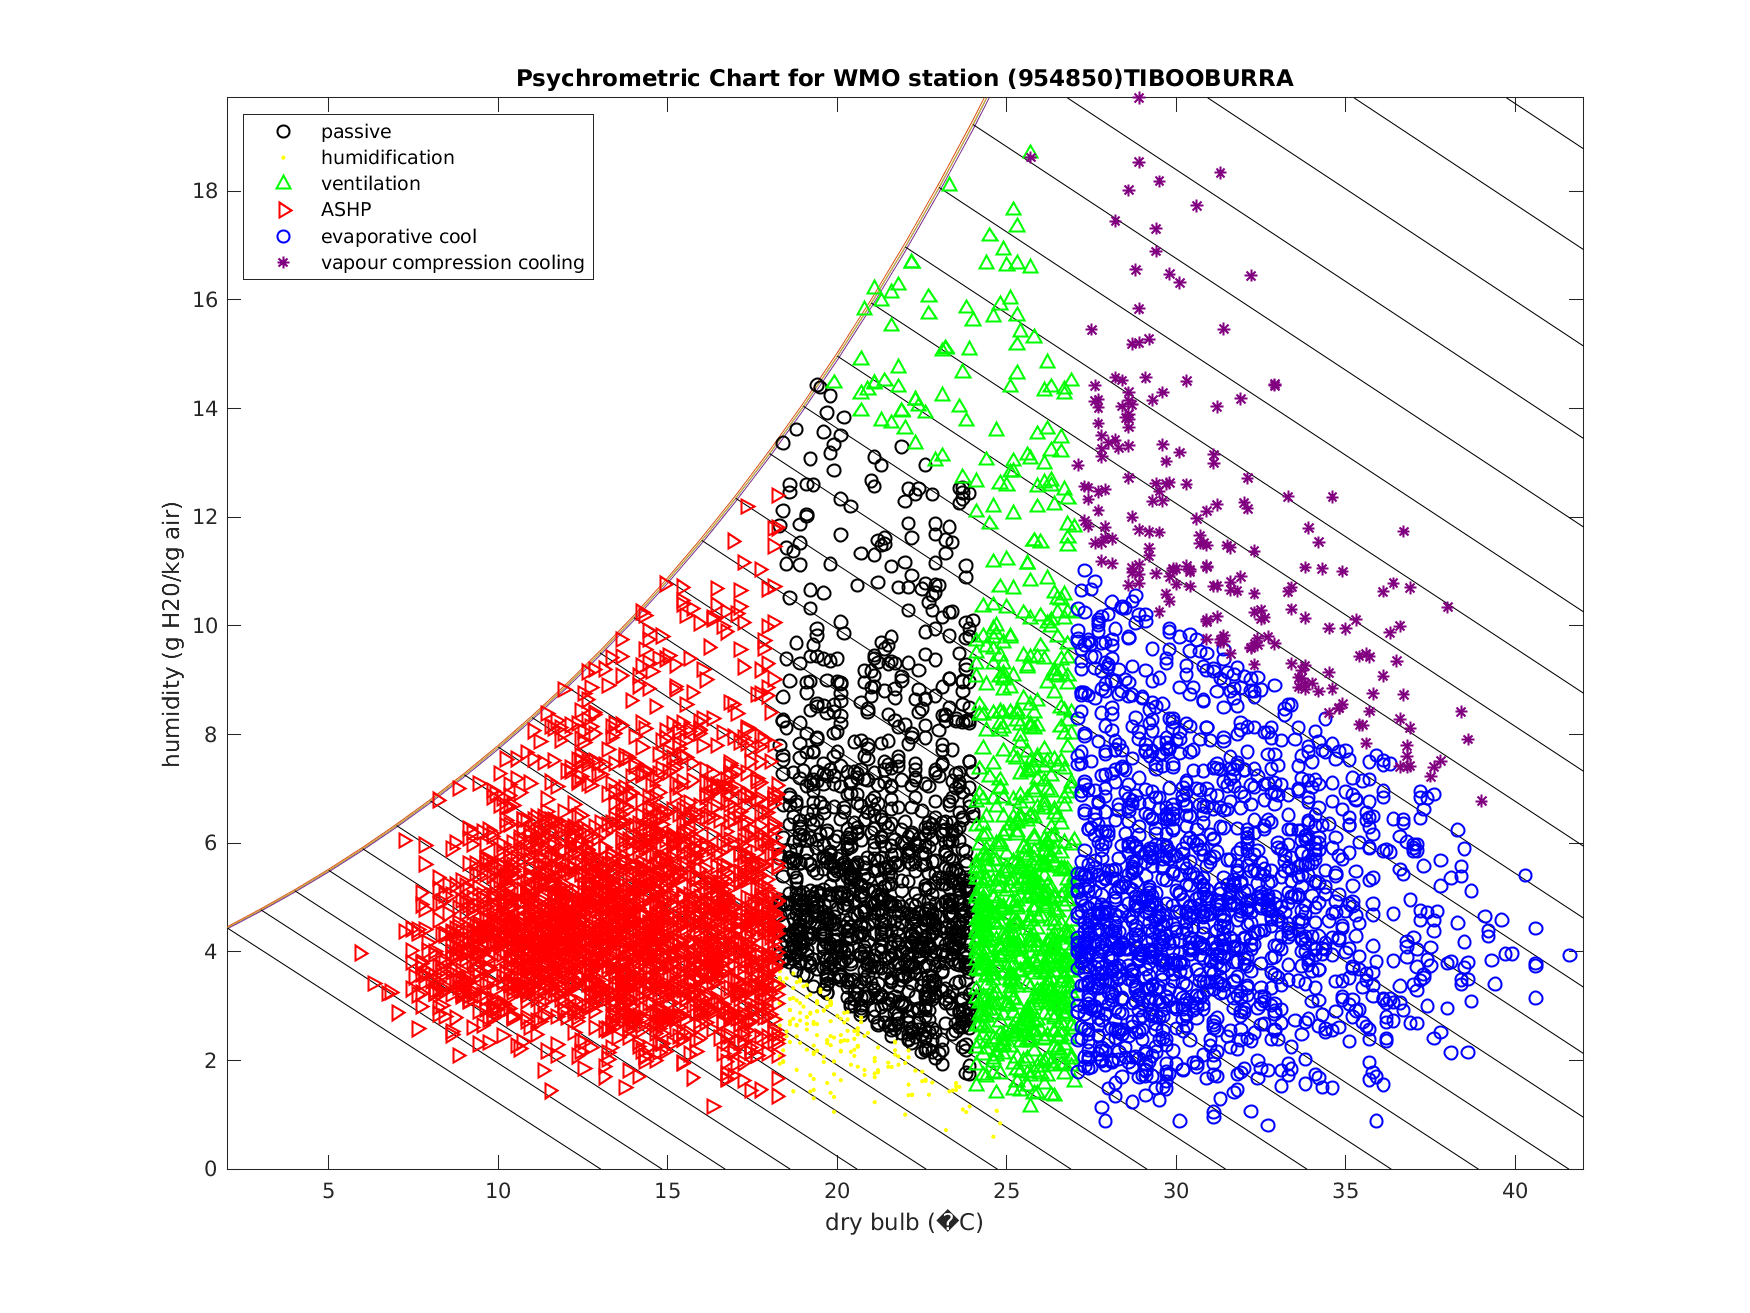 Psychrometric Chart for WMO station (954850)TIBOOBURRA
passive
humidification
ventilation
ASHP
evaporative cool
vapour compression cooling
humidity (g H20/kg air)
18
16
14
12
10
8
6
4
2
0
5 10 15 20 25 30 35 40
dry bulb (�C)